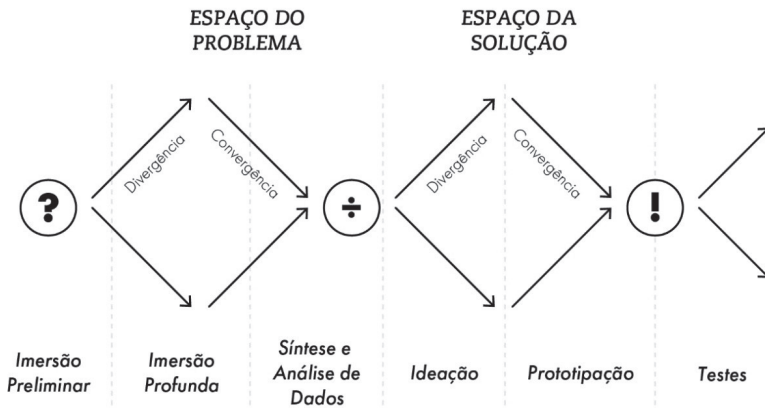 ESPAÇO DO
PROBLEMA
ESPAÇO DA
SOLUÇÃO
Divergência
Convergência
Divergência
Convergência
?
÷
!
Imersão
Preliminar
Imersão
Profunda
Síntese e
Análise de
Dados
Ideação
Prototipação
Testes